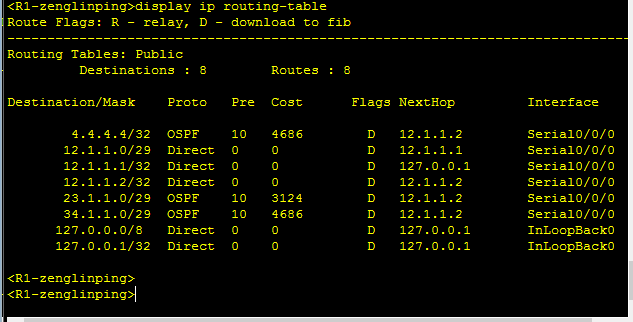 <R1-zenglinping>display ip routing-table
Route Flags: R - relay, D - download to fib
------------------------------------------------------------------------------
Routing Tables: Public
         Destinations : 8        Routes : 8

Destination/Mask    Proto   Pre  Cost      Flags NextHop         Interface

        4.4.4.4/32  OSPF    10   4686        D   12.1.1.2        Serial0/0/0
       12.1.1.0/29  Direct  0    0           D   12.1.1.1        Serial0/0/0
       12.1.1.1/32  Direct  0    0           D   127.0.0.1       Serial0/0/0
       12.1.1.2/32  Direct  0    0           D   12.1.1.2        Serial0/0/0
       23.1.1.0/29  OSPF    10   3124        D   12.1.1.2        Serial0/0/0
       34.1.1.0/29  OSPF    10   4686        D   12.1.1.2        Serial0/0/0
      127.0.0.0/8   Direct  0    0           D   127.0.0.1       InLoopBack0
      127.0.0.1/32  Direct  0    0           D   127.0.0.1       InLoopBack0

<R1-zenglinping>
<R1-zenglinping>